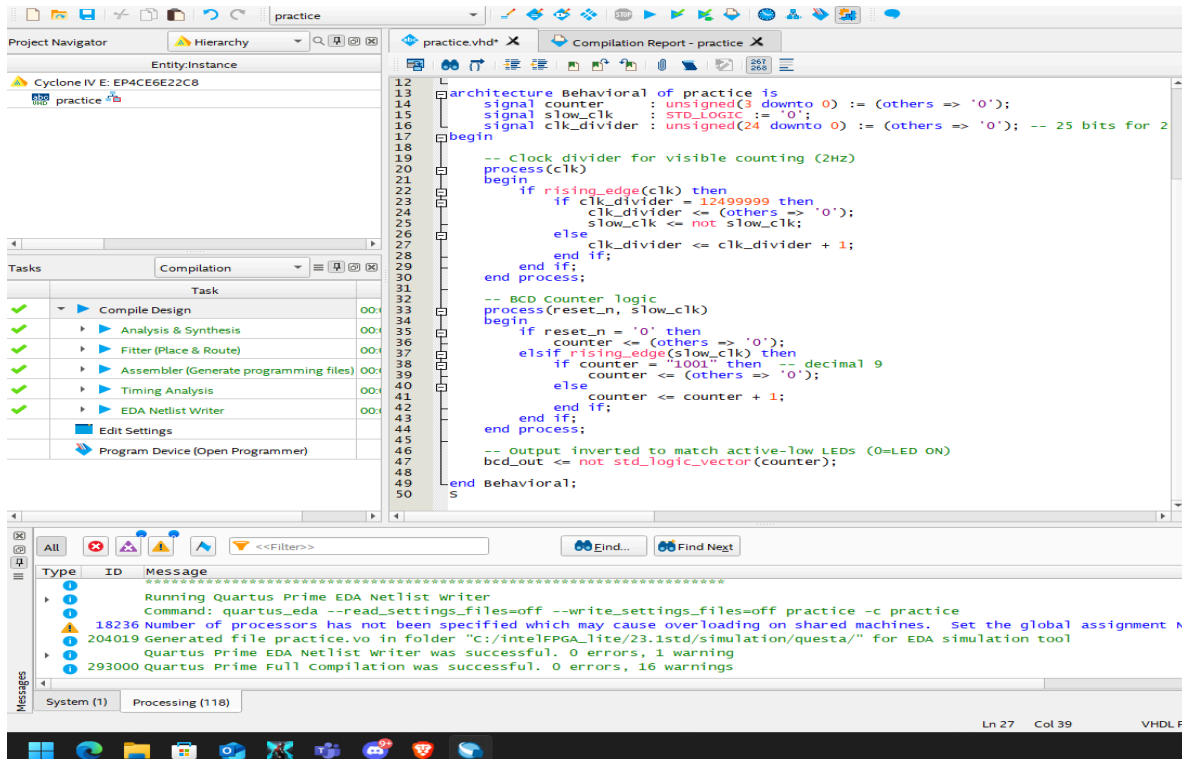 practice
Project Navigator Hierarchy
practice.vhd* Compilation Report - practice
Entity:Instance
Cyclone IV E: EP4CE6E22C8
practice
267
268
12
13 architecture Behavioral of practice is
14 signal counter : unsigned(3 downto 0) := (others => '0');
15 signal slow_clk : STD_LOGIC := '0';
16 signal clk_divider : unsigned(24 downto 0) := (others => '0'); -- 25 bits for 2
17 begin
18
19 -- Clock divider for visible counting (2Hz)
20 process(clk)
21 begin
22 if rising_edge(clk) then
23 if clk_divider = 12499999 then
24 clk_divider <= (others => '0');
25 slow_clk <= not slow_clk;
26 else
27 clk_divider <= clk_divider + 1;
28 end if;
29 end if;
30 end process;
31
32 -- BCD Counter logic
33 process(reset_n, slow_clk)
34 begin
35 if reset_n = '0' then
36 counter <= (others => '0');
37 elsif rising_edge(slow_clk) then
38 if counter = "1001" then -- decimal 9
39 counter <= (others => '0');
40 else
41 counter <= counter + 1;
42 end if;
43 end if;
44 end process;
45
46 -- Output inverted to match active-low LEDs (0=LED ON)
47 bcd_out <= not std_logic_vector(counter);
48
49 end Behavioral;
50 S
Tasks Compilation
Task
Compile Design 00:
Analysis & Synthesis 00:
Fitter (Place & Route) 00:
Assembler (Generate programming files) 00:
Timing Analysis 00:
EDA Netlist Writer 00:
Edit Settings
Program Device (Open Programmer)
All <<Filter>> Find... Find Next
Type ID Message
*******************************************************************
Running Quartus Prime EDA Netlist Writer
Command: quartus_eda --read_settings_files=off --write_settings_files=off practice -c practice
18236 Number of processors has not been specified which may cause overloading on shared machines. Set the global assignment N
204019 Generated file practice.vo in folder "C:/intelFPGA_lite/23.1std/simulation/questa/" for EDA simulation tool
Quartus Prime EDA Netlist Writer was successful. 0 errors, 1 warning
293000 Quartus Prime Full Compilation was successful. 0 errors, 16 warnings
Messages
System (1) Processing (118)
Ln 27 Col 39 VHDL F